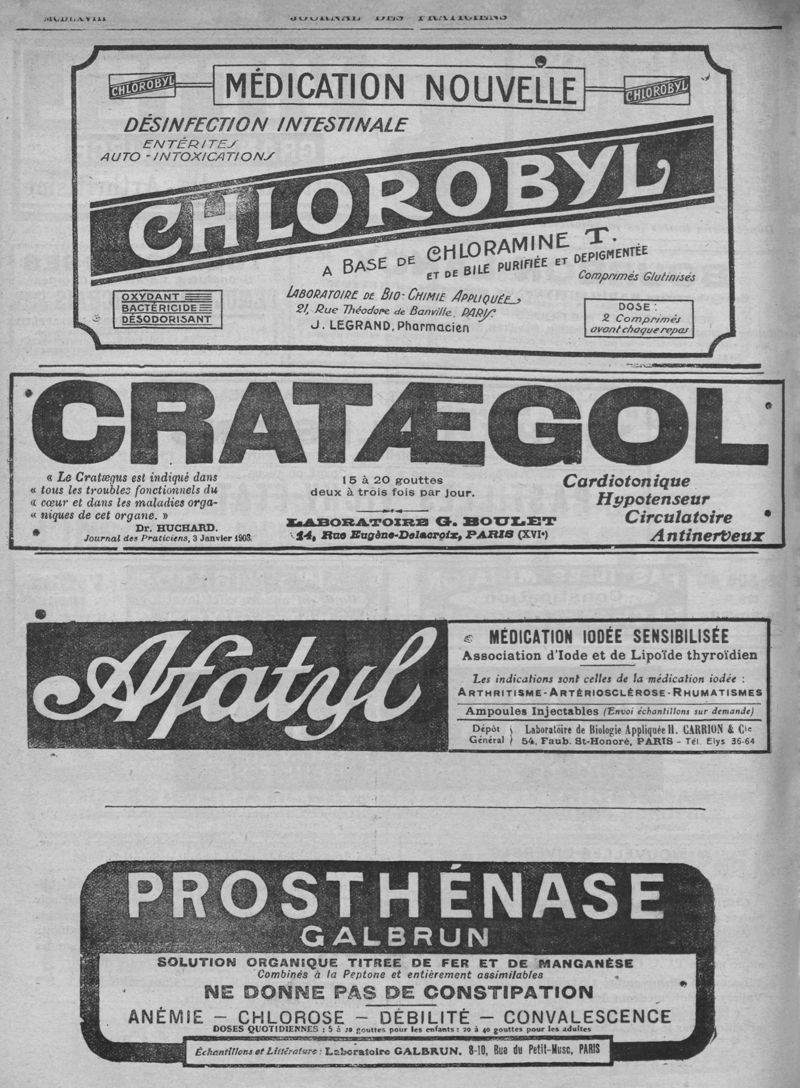 MCDLXVIII
JOURNAL DES PRATICIENS
CHLOROBYL
MÉDICATION NOUVELLE
CHLOROBYL
DÉSINFECTION INTESTINALE
ENTÉRITES
AUTO-INTOXICATIONS
CHLOROBYL
A BASE DE CHLORAMINE T.
ET DE BILE PURIFIÉE ET DEPIGMENTÉE
Comprimés Glutinisés
OXYDANT
BACTÉRICIDE
DÉSODORISANT
LABORATOIRE DE BIO-CHIMIE APPLIQUÉE
21, Rue Théodore de Banville, PARIS.
J. LEGRAND, Pharmacien
DOSE:
2 Comprimés
avant chaque repas
CRATÆGOL
« Le Cratægus est indiqué dans
« tous les troubles fonctionnels du
« cœur et dans les maladies orga-
« niques de cet organe. »
Dr. HUCHARD.
Journal des Praticiens, 3 Janvier 1903.
15 à 20 gouttes
deux à trois fois par jour.
LABORATOIRE G. BOULET
14, Rue Eugène-Delacroix, PARIS (XVIe)
Cardiotonique
Hypotenseur
Circulatoire
Antinerveux
Afatyl
MÉDICATION IODÉE SENSIBILISÉE
Association d'Iode et de Lipoïde thyroïdien
Les indications sont celles de la médication iodée :
ARTHRITISME-ARTÉRIOSCLÉROSE-RHUMATISMES
Ampoules Injectables (Envoi échantillons sur demande)
Dépôt Général } Laboratoire de Biologie Appliquée H. CARRION & Cie
54, Faub. St-Honoré, PARIS - Tél. Elys 36-64
PROSTHÉNASE
GALBRUN
SOLUTION ORGANIQUE TITREE DE FER ET DE MANGANÈSE
Combinés à la Peptone et entièrement assimilables
NE DONNE PAS DE CONSTIPATION
ANÉMIE — CHLOROSE — DÉBILITÉ — CONVALESCENCE
DOSES QUOTIDIENNES : 5 à 20 gouttes pour les enfants : 20 à 40 gouttes pour les adultes
Échantillons et Littérature : Laboratoire GALBRUN, 8-10, Rue du Petit-Musc, PARIS